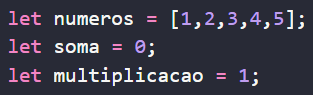 let numeros = [1,2,3,4,5];
let soma = 0;
let multiplicacao = 1;